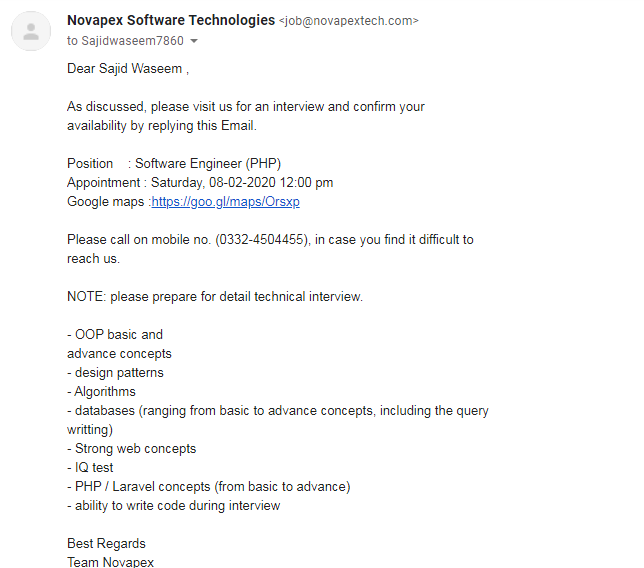 Novapex Software Technologies <job@novapextech.com>
to Sajidwaseem7860
Dear Sajid Waseem ,
As discussed, please visit us for an interview and confirm your
availability by replying this Email.
Position : Software Engineer (PHP)
Appointment : Saturday, 08-02-2020 12:00 pm
Google maps :https://goo.gl/maps/Orsxp
Please call on mobile no. (0332-4504455), in case you find it difficult to
reach us.
NOTE: please prepare for detail technical interview.
- OOP basic and
advance concepts
- design patterns
- Algorithms
- databases (ranging from basic to advance concepts, including the query
writting)
- Strong web concepts
- IQ test
- PHP / Laravel concepts (from basic to advance)
- ability to write code during interview
Best Regards
Team Novapex